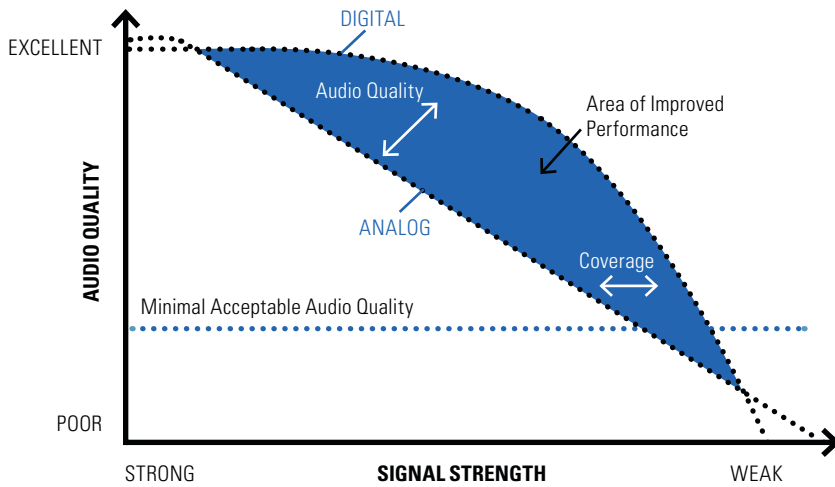 DIGITAL
EXCELLENT
Audio Quality
Area of Improved
Performance
ANALOG
AUDIO QUALITY
Coverage
Minimal Acceptable Audio Quality
POOR
STRONG
SIGNAL STRENGTH
WEAK